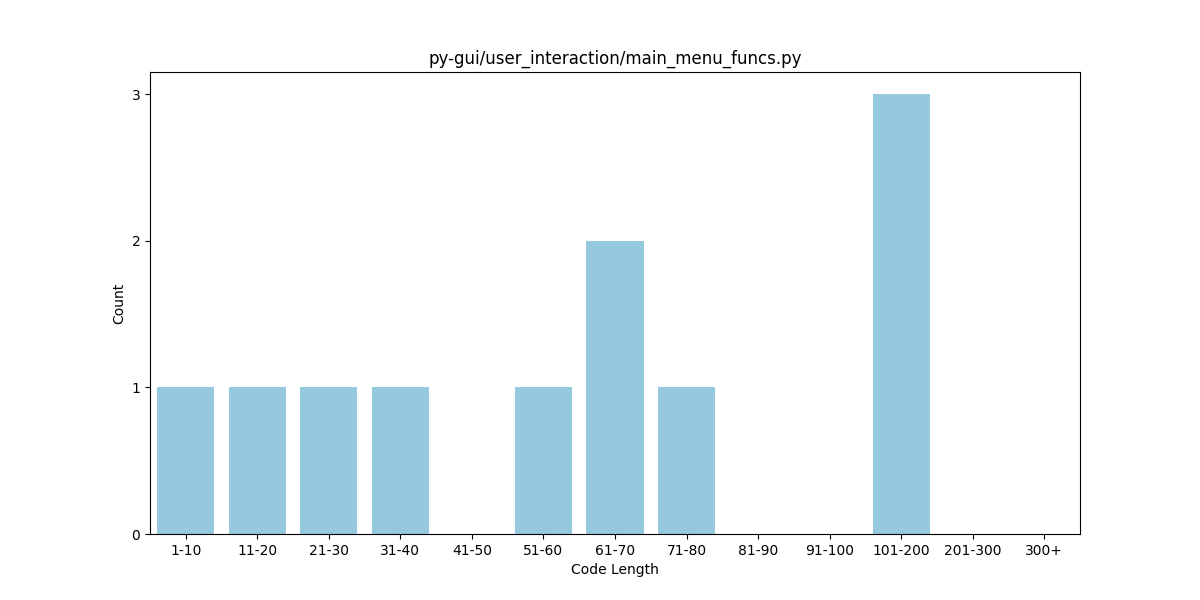 py-gui/user_interaction/main_menu_funcs.py
3
2
1
0
Count
1-10 11-20 21-30 31-40 41-50 51-60 61-70 71-80 81-90 91-100 101-200 201-300 300+
Code Length